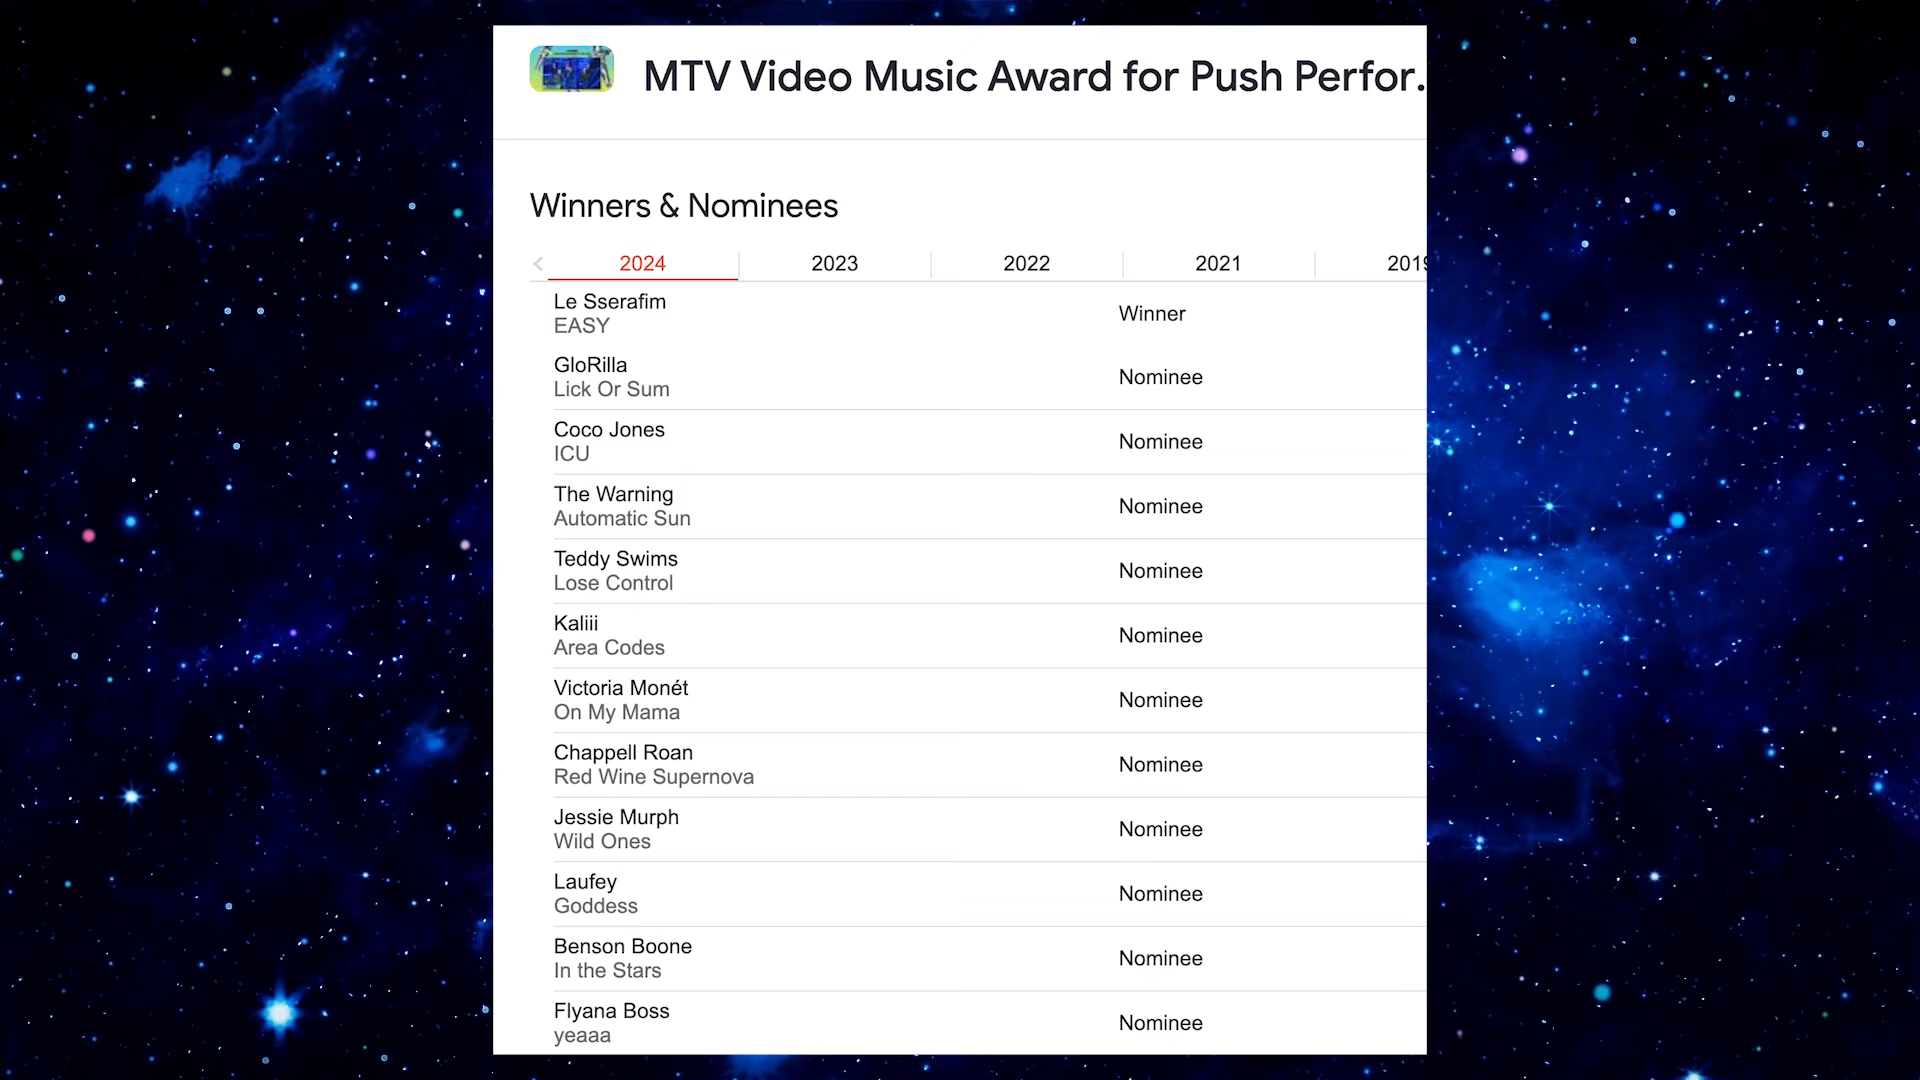 MTV Video Music Award for Push Perfor.
Winners & Nominees
2024 2023 2022 2021 2019
Le Sserafim
EASY
Winner
GloRilla
Lick Or Sum
Nominee
Coco Jones
ICU
Nominee
The Warning
Automatic Sun
Nominee
Teddy Swims
Lose Control
Nominee
Kaliii
Area Codes
Nominee
Victoria Monét
On My Mama
Nominee
Chappell Roan
Red Wine Supernova
Nominee
Jessie Murph
Wild Ones
Nominee
Laufey
Goddess
Nominee
Benson Boone
In the Stars
Nominee
Flyana Boss
yeaaa
Nominee